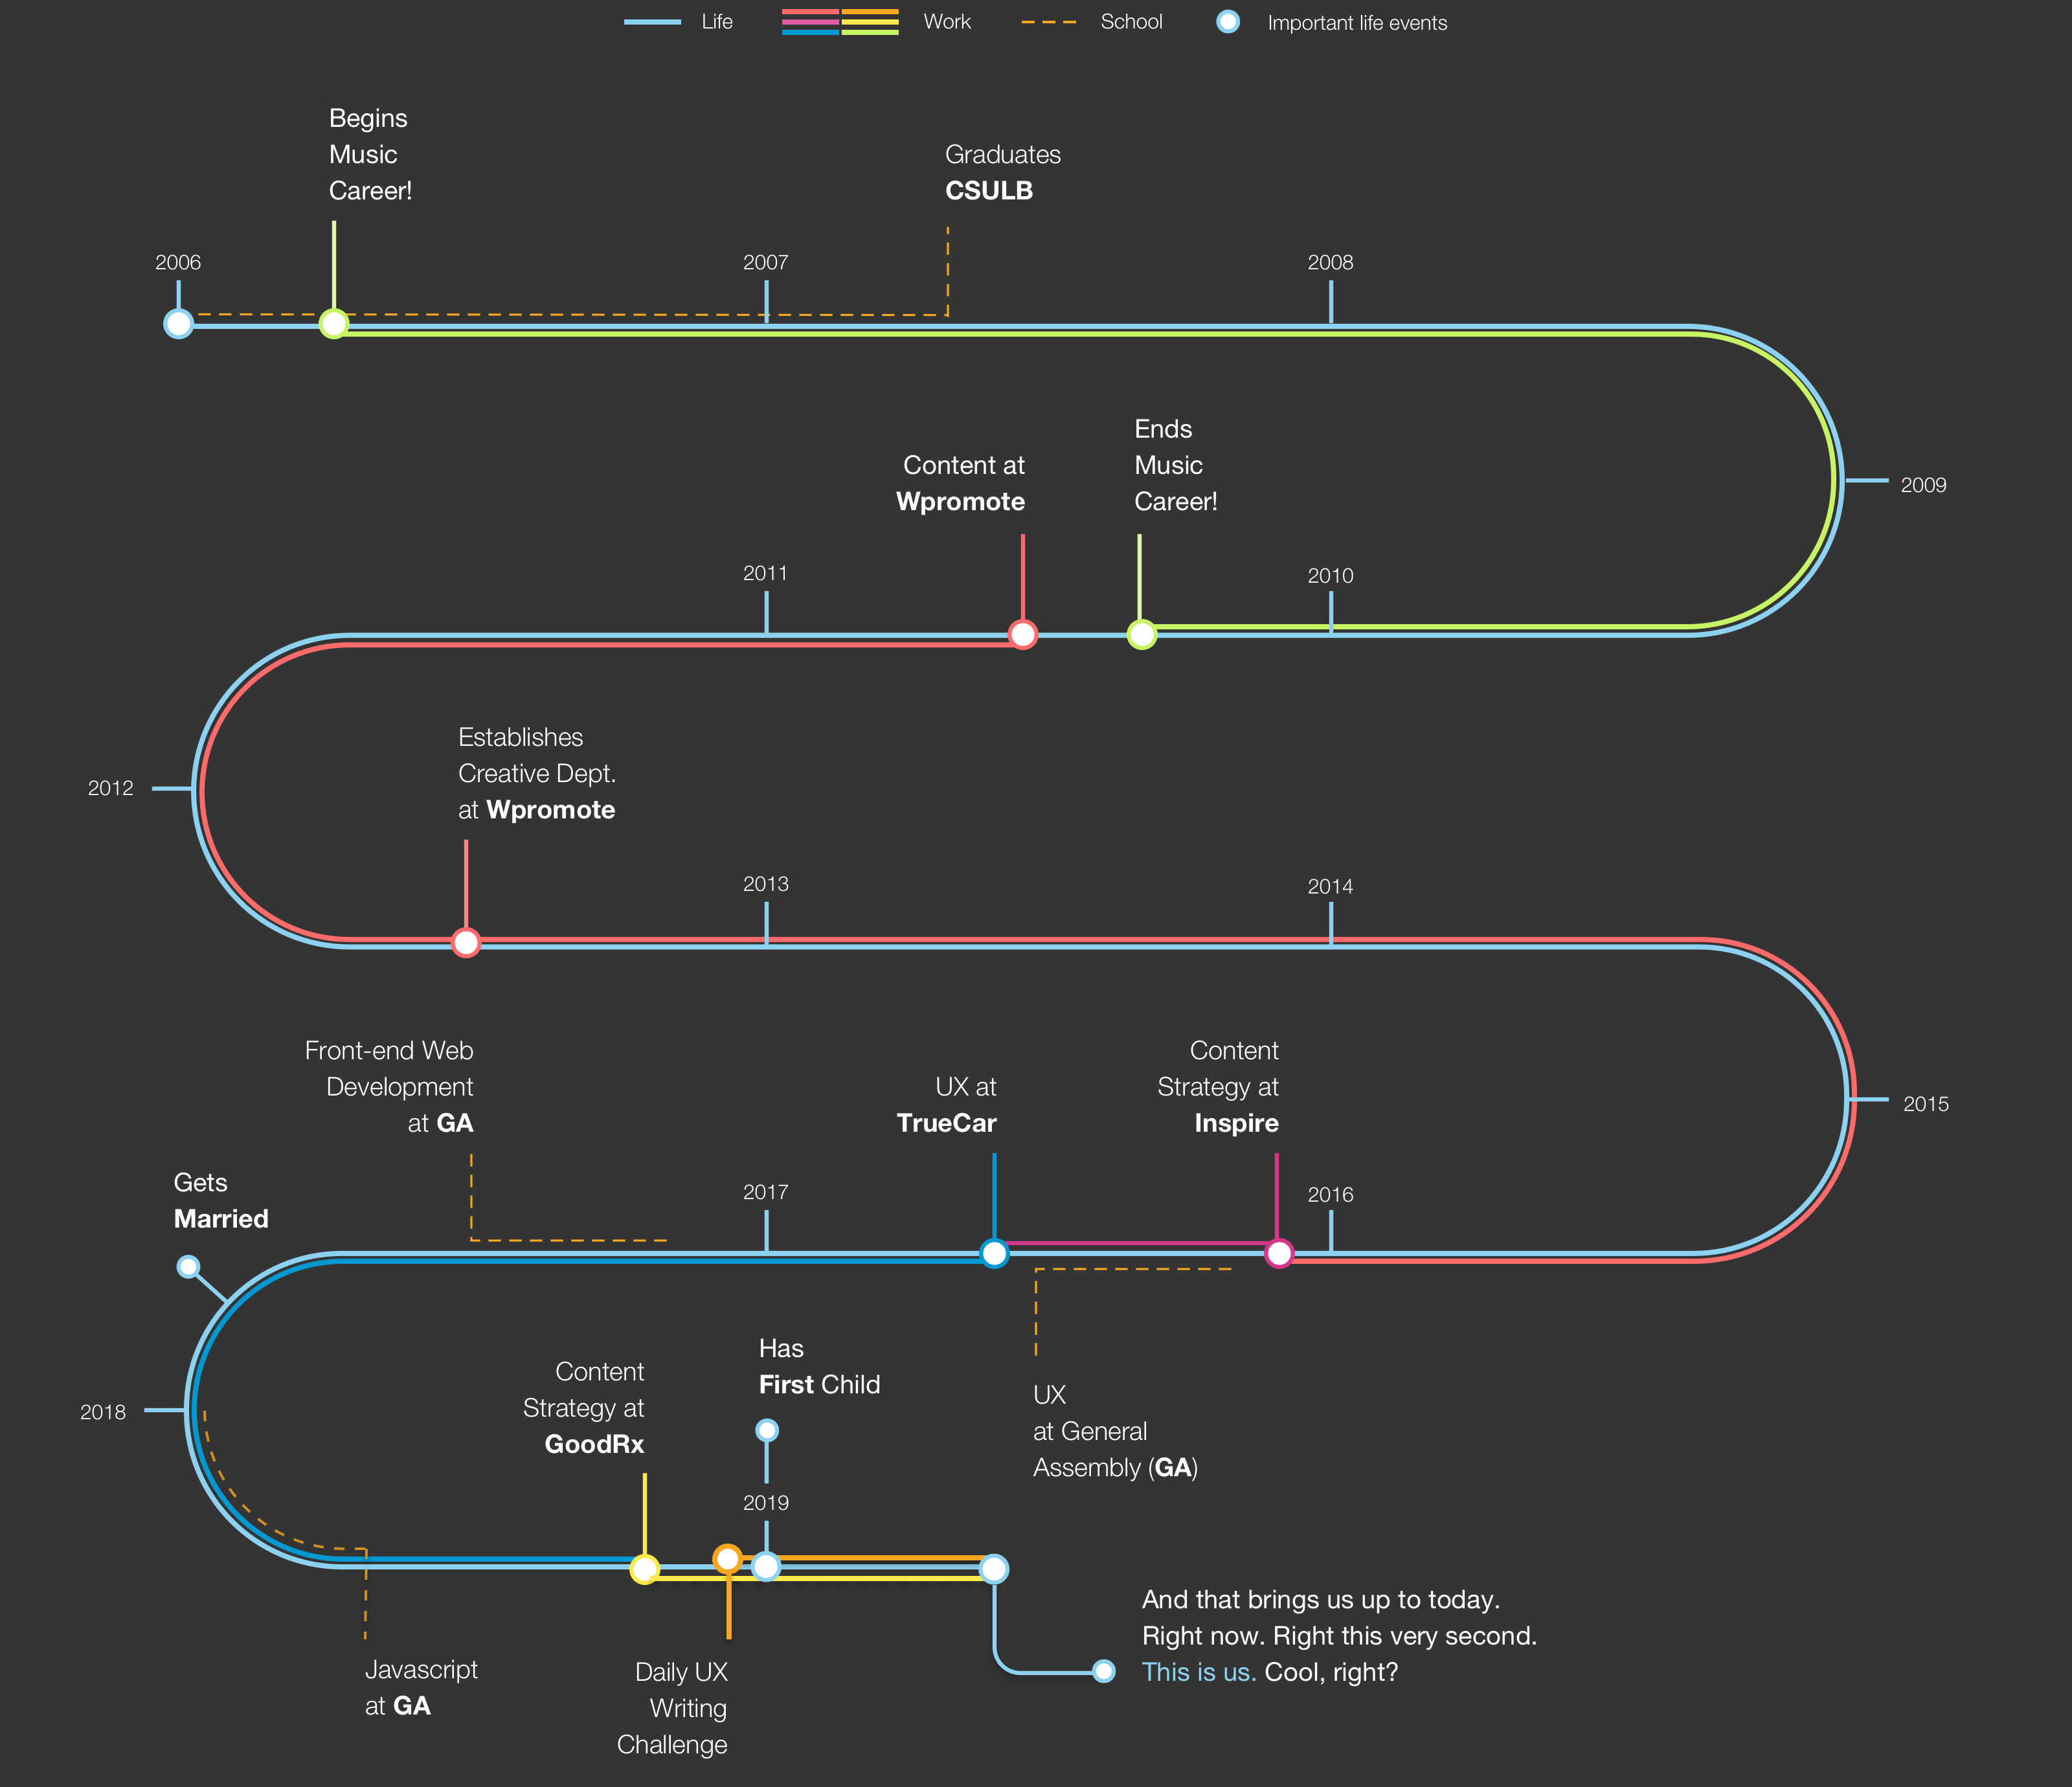 Life
Work
School
Important life events
Begins
Music
Career!
Graduates
CSULB
2006
2007
2008
Ends
Music
Career!
Content at
Wpromote
2009
2011
2010
Establishes
Creative Dept.
at Wpromote
2012
2013
2014
Front-end Web
Development
at GA
UX at
TrueCar
Content
Strategy at
Inspire
2015
Gets
Married
2017
2016
Has
First Child
Content
Strategy at
GoodRx
UX
at General
Assembly (GA)
2018
2019
And that brings us up to today.
Right now. Right this very second.
This is us. Cool, right?
Javascript
at GA
Daily UX
Writing
Challenge